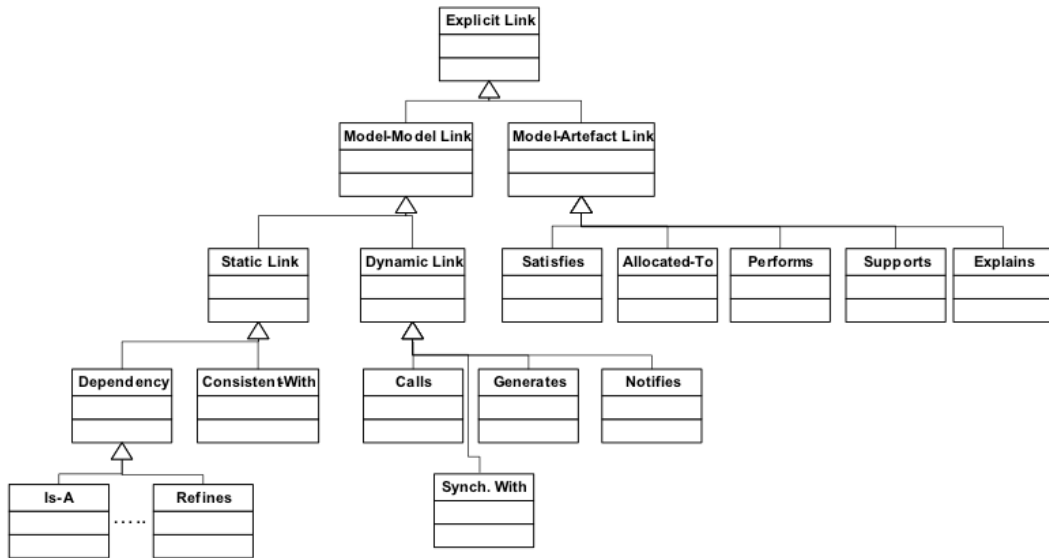 Explicit Link
Model-Model Link
Model-Artefact Link
Static Link
Dynamic Link
Satisfies
Allocated-To
Performs
Supports
Explains
Dependency
Consistent-With
Calls
Generates
Notifies
Is-A
.....
Refines
Synch. With